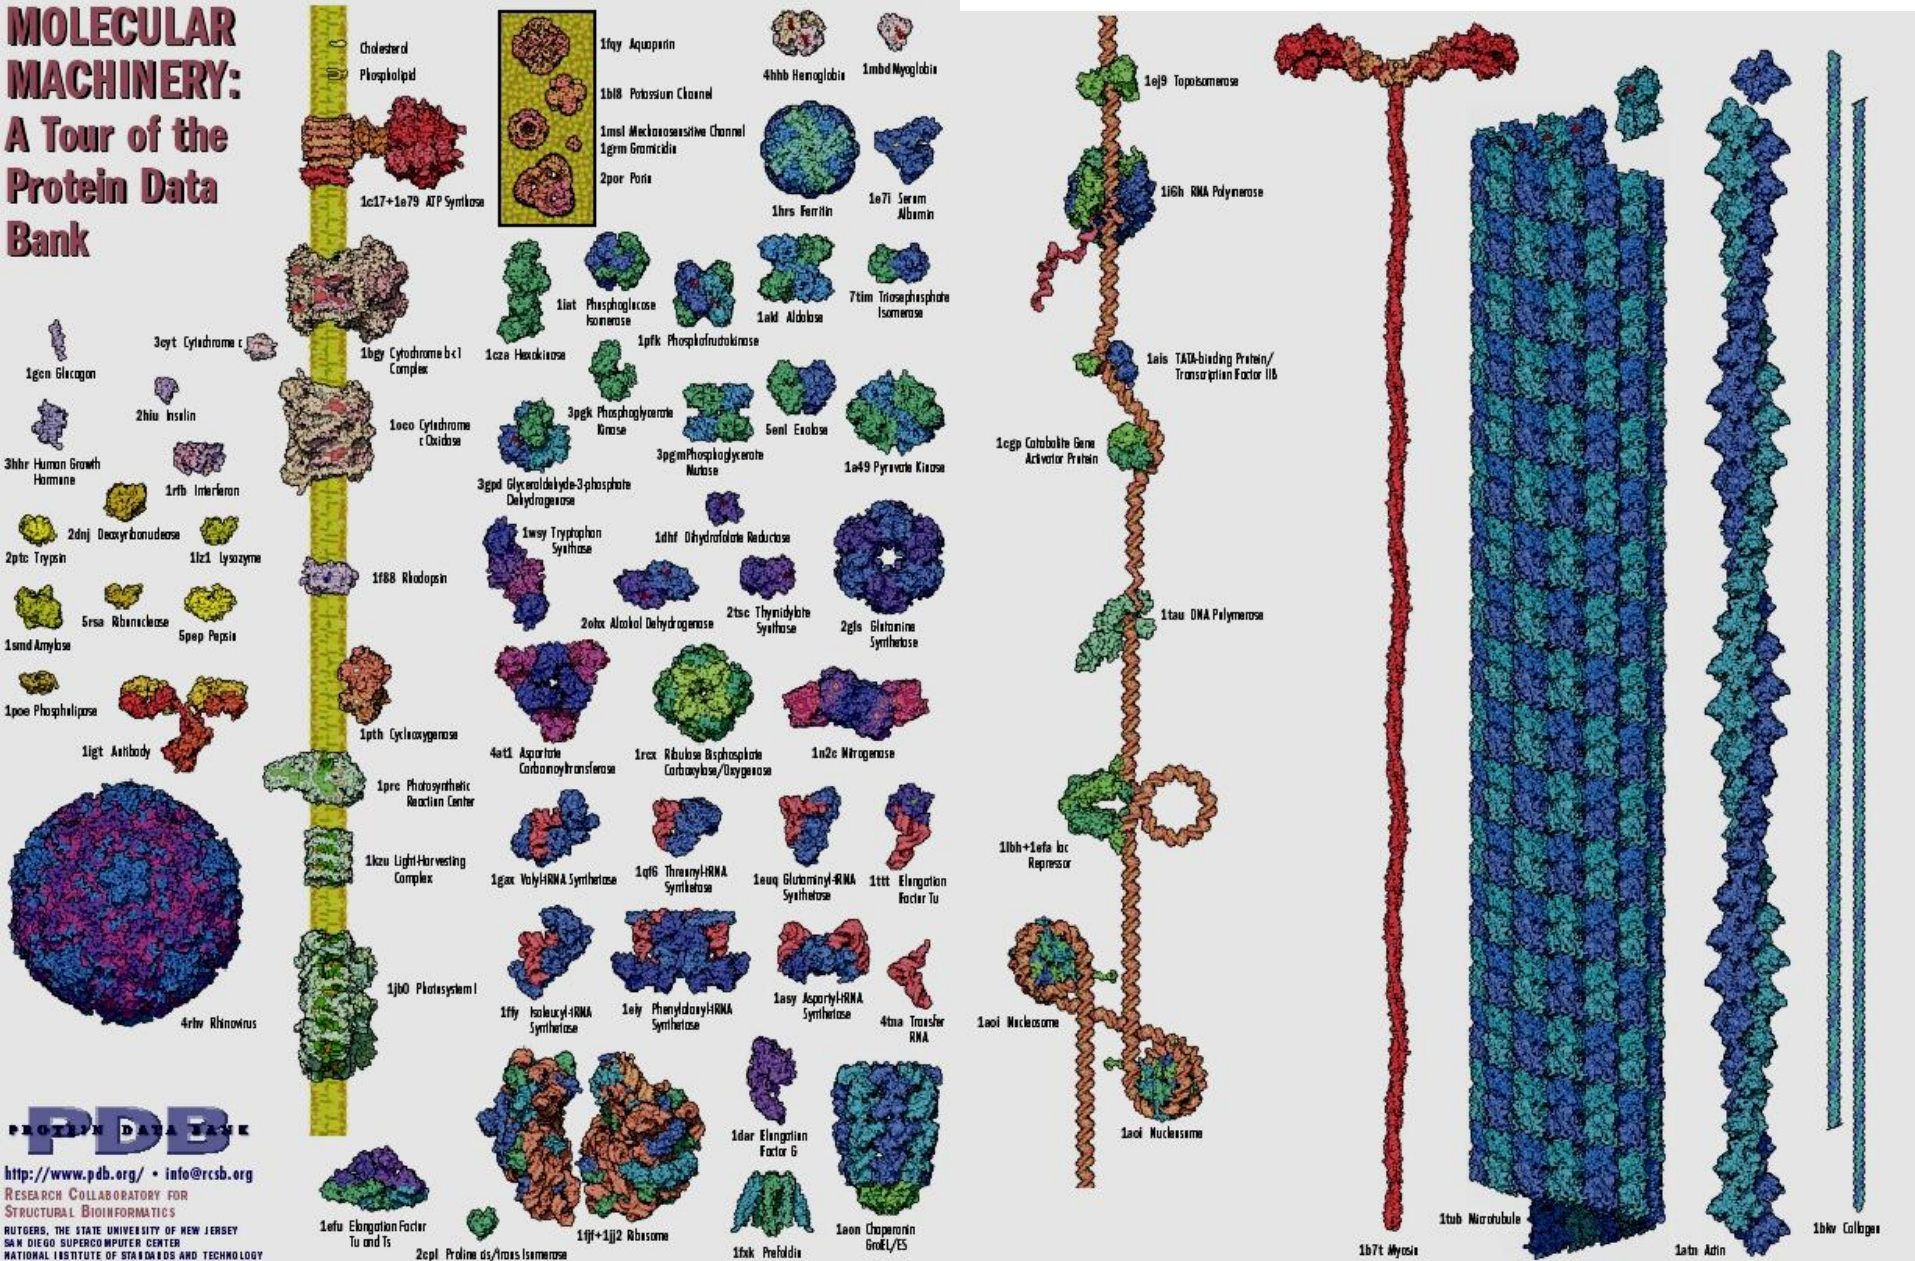 MOLECULAR
MACHINERY:
A Tour of the
Protein Data
Bank
Cholesterol
Phospholipid
1c17+1e79 ATP Synthase
3cyt Cytochrome c
1bgy Cytochrome b-c1
Complex
1oco Cytochrome
c Oxidase
1f88 Rhodopsin
1pth Cyclooxygenase
1prc Photosynthetic
Reaction Center
1kzu Light-Harvesting
Complex
1jb0 Photosystem I
1gcn Glucagon
2hiu Insulin
3hhr Human Growth
Hormone
1rfb Interferon
2dnj Deoxyribonuclease
2ptc Trypsin
1lz1 Lysozyme
1smd Amylase
5rsa Ribonuclease
5pep Pepsin
1poe Phospholipase
1igt Antibody
4rhv Rhinovirus
PDB
PROTEIN DATA BANK
http://www.pdb.org/ • info@rcsb.org
RESEARCH COLLABORATORY FOR
STRUCTURAL BIOINFORMATICS
RUTGERS, THE STATE UNIVERSITY OF NEW JERSEY
SAN DIEGO SUPERCOMPUTER CENTER
NATIONAL INSTITUTE OF STANDARDS AND TECHNOLOGY
1fqy Aquaporin
1bl8 Potassium Channel
1msl Mechanosensitive Channel
1grm Gramicidin
2por Porin
4hhb Hemoglobin
1mbd Myoglobin
1hrs Ferritin
1e7i Serum
Albumin
1cza Hexokinase
1iat Phosphoglucose
Isomerase
1pfk Phosphofructokinase
1ald Aldolase
7tim Triosephosphate
Isomerase
3gpd Glyceraldehyde-3-phosphate
Dehydrogenase
3pgk Phosphoglycerate
Kinase
3pgm Phosphoglycerate
Mutase
5enl Enolase
1a49 Pyruvate Kinase
1wsy Tryptophan
Synthase
1dhf Dihydrofolate Reductase
2ohx Alcohol Dehydrogenase
2tsc Thymidylate
Synthase
2gls Glutamine
Synthetase
4at1 Aspartate
Carbamoyltransferase
1rcx Ribulose Bisphosphate
Carboxylase/Oxygenase
1n2c Nitrogenase
1gax Valyl-tRNA Synthetase
1qf6 Threonyl-tRNA
Synthetase
1euq Glutaminyl-tRNA
Synthetase
1ttt Elongation
Factor Tu
1ffy Isoleucyl-tRNA
Synthetase
1eiy Phenylalanyl-tRNA
Synthetase
1asy Aspartyl-tRNA
Synthetase
4tna Transfer
RNA
1efu Elongation Factor
Tu and Ts
2cpl Proline cis/trans Isomerase
1fjf+1jj2 Ribosome
1dar Elongation
Factor G
1fxk Prefoldin
1aon Chaperonin
GroEL/ES
1ej9 Topoisomerase
1i6h RNA Polymerase
1ais TATA-binding Protein/
Transcription Factor IIB
1cgp Catabolite Gene
Activator Protein
1tau DNA Polymerase
1lbh+1efa lac
Repressor
1aoi Nucleosome
1aoi Nucleosome
1b7t Myosin
1tub Microtubule
1atn Actin
1bkv Collagen